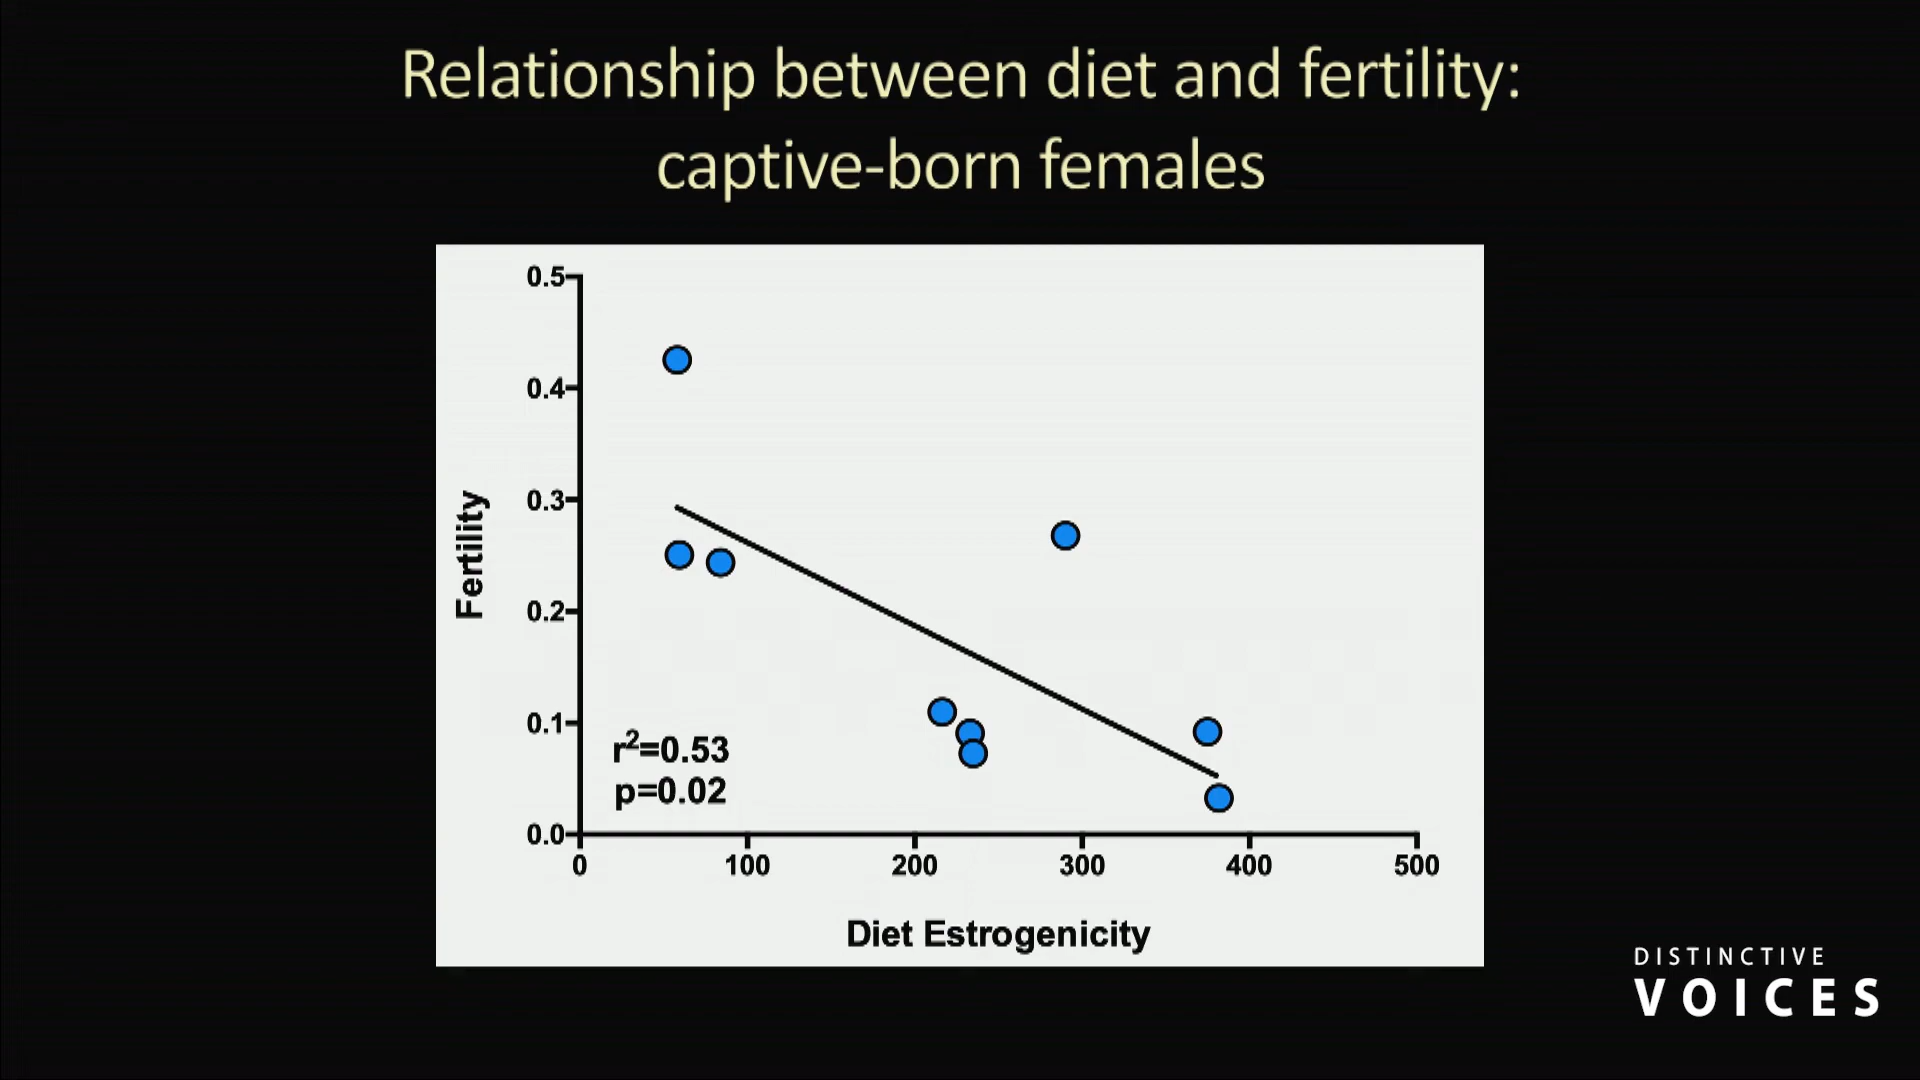 Relationship between diet and fertility:
captive-born females
0.5
0.4
0.3
0.2
0.1
0.0
Fertility
r²=0.53
p=0.02
0 100 200 300 400 500
Diet Estrogenicity
DISTINCTIVE
VOICES